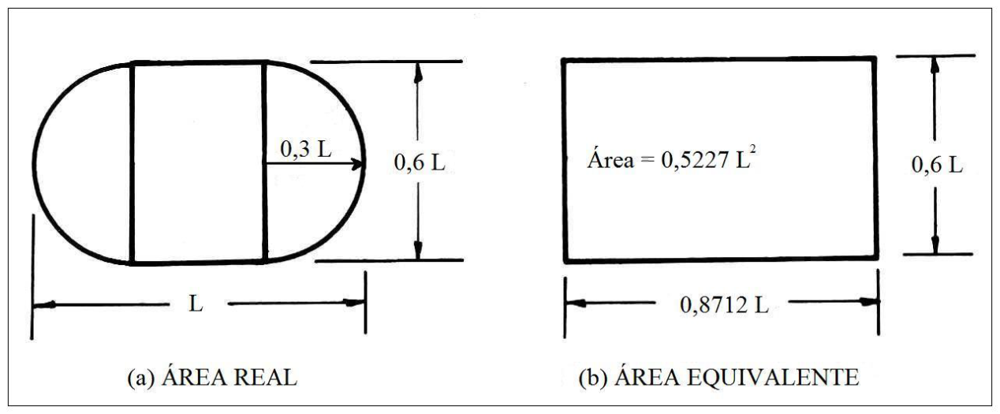 0,3 L
0,6 L
L
(a) ÁREA REAL
Área = 0,5227 L²
0,6 L
0,8712 L
(b) ÁREA EQUIVALENTE